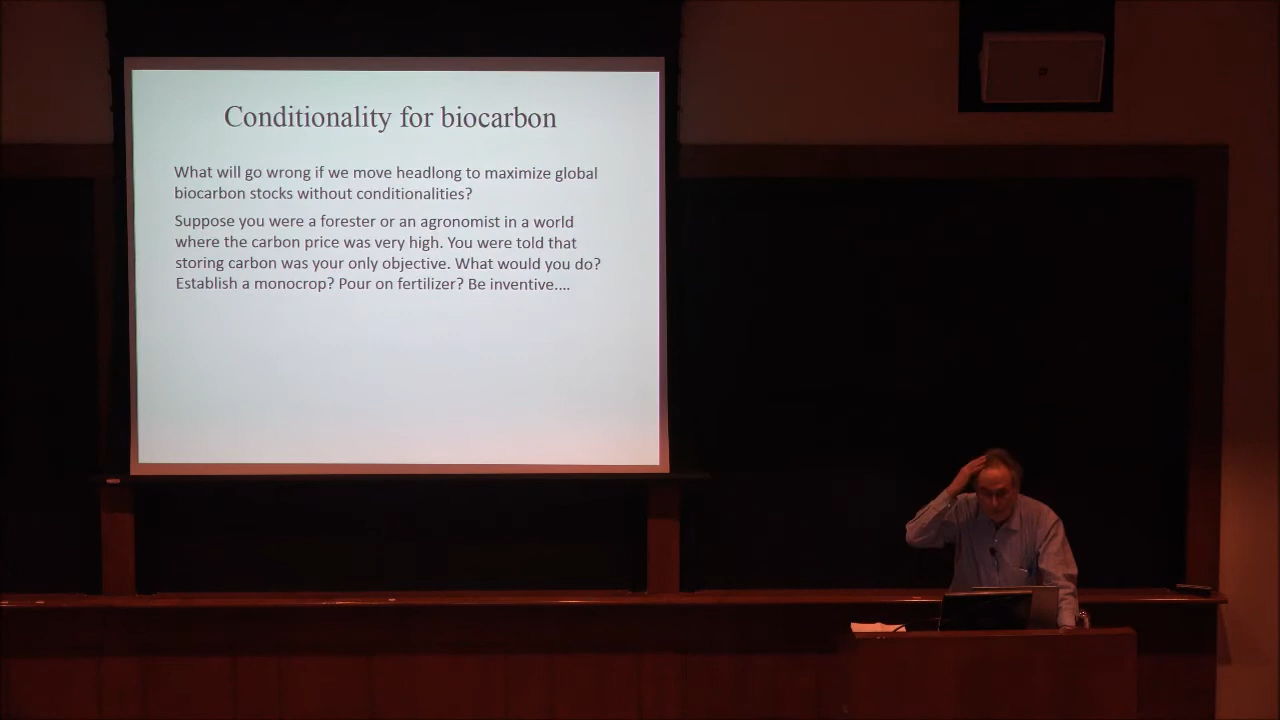 Conditionality for biocarbon
What will go wrong if we move headlong to maximize global
biocarbon stocks without conditionalities?
Suppose you were a forester or an agronomist in a world
where the carbon price was very high. You were told that
storing carbon was your only objective. What would you do?
Establish a monocrop? Pour on fertilizer? Be inventive....